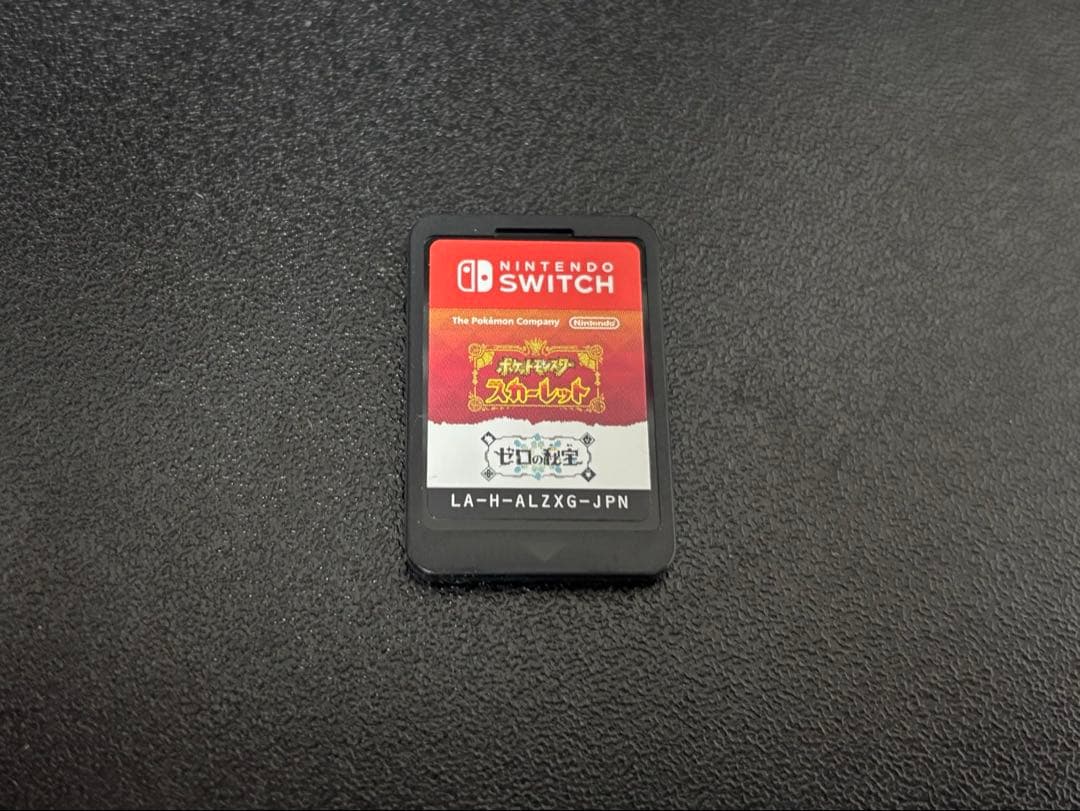 NINTENDO
SWITCH
The Pokémon Company Nintendo
ポケットモンスター
スカーレット
ゼロの秘宝
LA-H-ALZXG-JPN